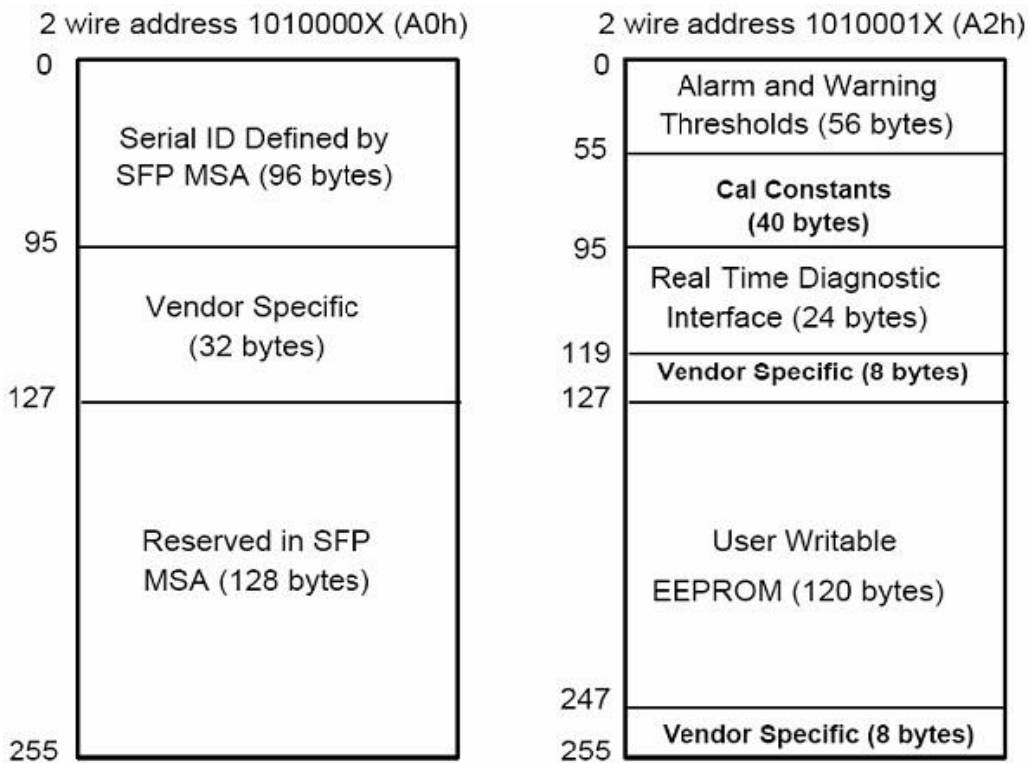 2 wire address 1010000X (A0h)
0
Serial ID Defined by
SFP MSA (96 bytes)
95
Vendor Specific
(32 bytes)
127
Reserved in SFP
MSA (128 bytes)
255
2 wire address 1010001X (A2h)
0
Alarm and Warning
Thresholds (56 bytes)
55
Cal Constants
(40 bytes)
95
Real Time Diagnostic
Interface (24 bytes)
119
Vendor Specific (8 bytes)
127
User Writable
EEPROM (120 bytes)
247
Vendor Specific (8 bytes)
255